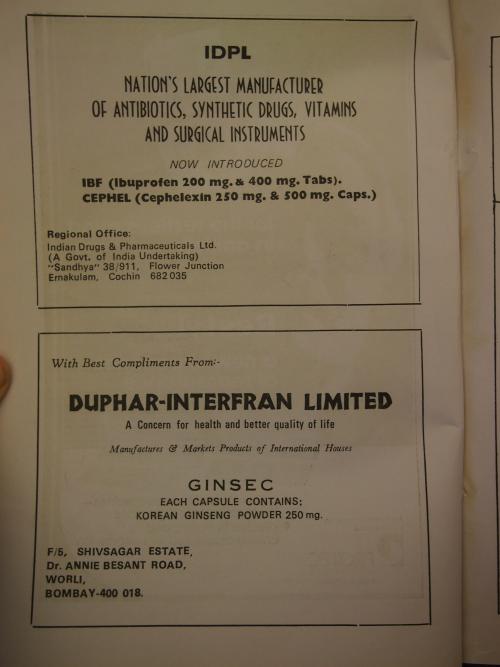 IDPL
NATION'S LARGEST MANUFACTURER
OF ANTIBIOTICS, SYNTHETIC DRUGS, VITAMINS
AND SURGICAL INSTRUMENTS
NOW INTRODUCED
IBF (Ibuprofen 200 mg. & 400 mg. Tabs).
CEPHEL (Cephelexin 250 mg. & 500 mg. Caps.)
Regional Office:
Indian Drugs & Pharmaceuticals Ltd.
(A Govt. of India Undertaking)
"Sandhya" 38/911, Flower Junction
Ernakulam, Cochin 682 035
With Best Compliments From:-
DUPHAR-INTERFRAN LIMITED
A Concern for health and better quality of life
Manufactures & Markets Products of International Houses
GINSEC
EACH CAPSULE CONTAINS;
KOREAN GINSENG POWDER 250 mg.
F/5, SHIVSAGAR ESTATE,
Dr. ANNIE BESANT ROAD,
WORLI,
BOMBAY-400 018.